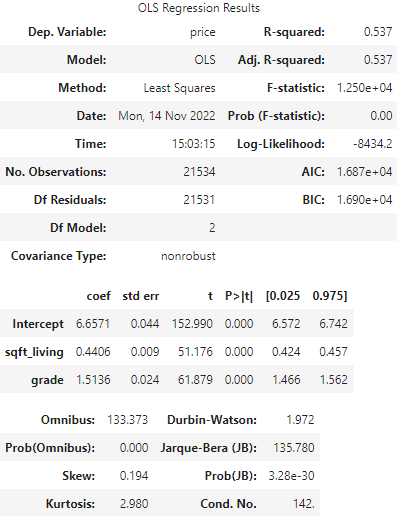 OLS Regression Results
Dep. Variable: price R-squared: 0.537
Model: OLS Adj. R-squared: 0.537
Method: Least Squares F-statistic: 1.250e+04
Date: Mon, 14 Nov 2022 Prob (F-statistic): 0.00
Time: 15:03:15 Log-Likelihood: -8434.2
No. Observations: 21534 AIC: 1.687e+04
Df Residuals: 21531 BIC: 1.690e+04
Df Model: 2
Covariance Type: nonrobust
coef std err t P>|t| [0.025 0.975]
Intercept 6.6571 0.044 152.990 0.000 6.572 6.742
sqft_living 0.4406 0.009 51.176 0.000 0.424 0.457
grade 1.5136 0.024 61.879 0.000 1.466 1.562
Omnibus: 133.373 Durbin-Watson: 1.972
Prob(Omnibus): 0.000 Jarque-Bera (JB): 135.780
Skew: 0.194 Prob(JB): 3.28e-30
Kurtosis: 2.980 Cond. No. 142.